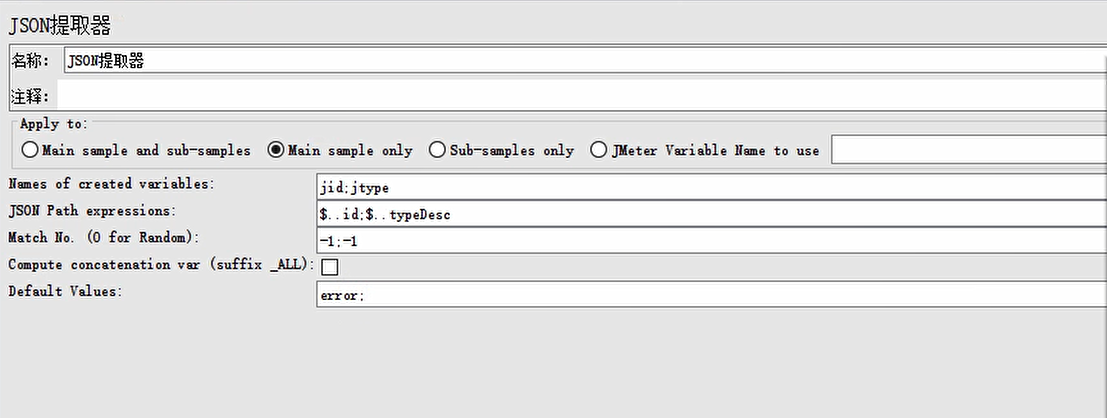 JSON提取器
名称: JSON提取器
注释:
Apply to:
Main sample and sub-samples Main sample only Sub-samples only JMeter Variable Name to use
Names of created variables: jid;jtype
JSON Path expressions: $..id;$..typeDesc
Match No. (0 for Random): -1;-1
Compute concatenation var (suffix _ALL):
Default Values: error;